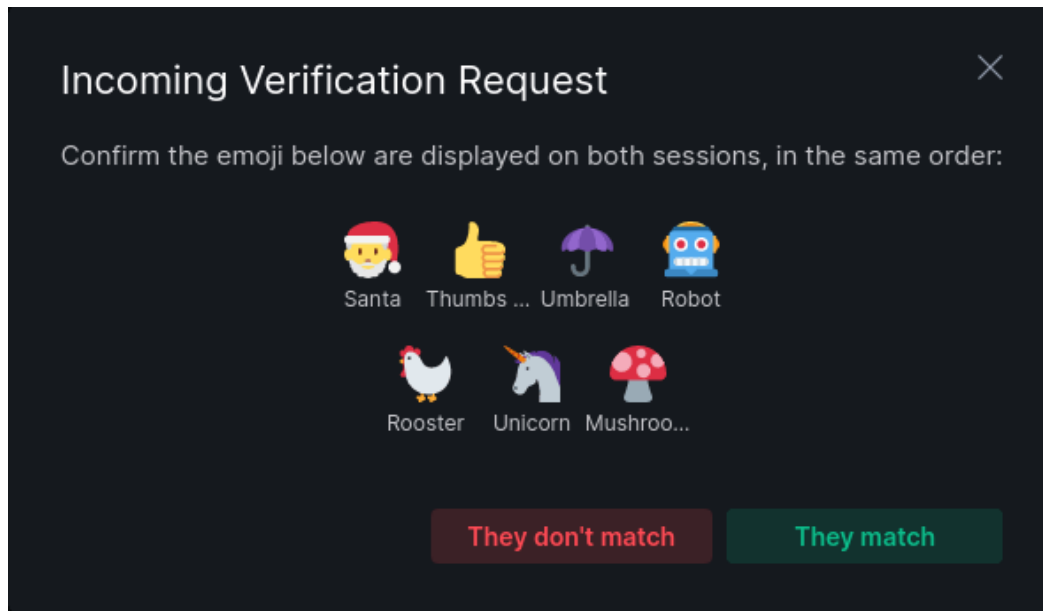 Incoming Verification Request
Confirm the emoji below are displayed on both sessions, in the same order:
Santa Thumbs ... Umbrella Robot
Rooster Unicorn Mushroo...
They don't match They match